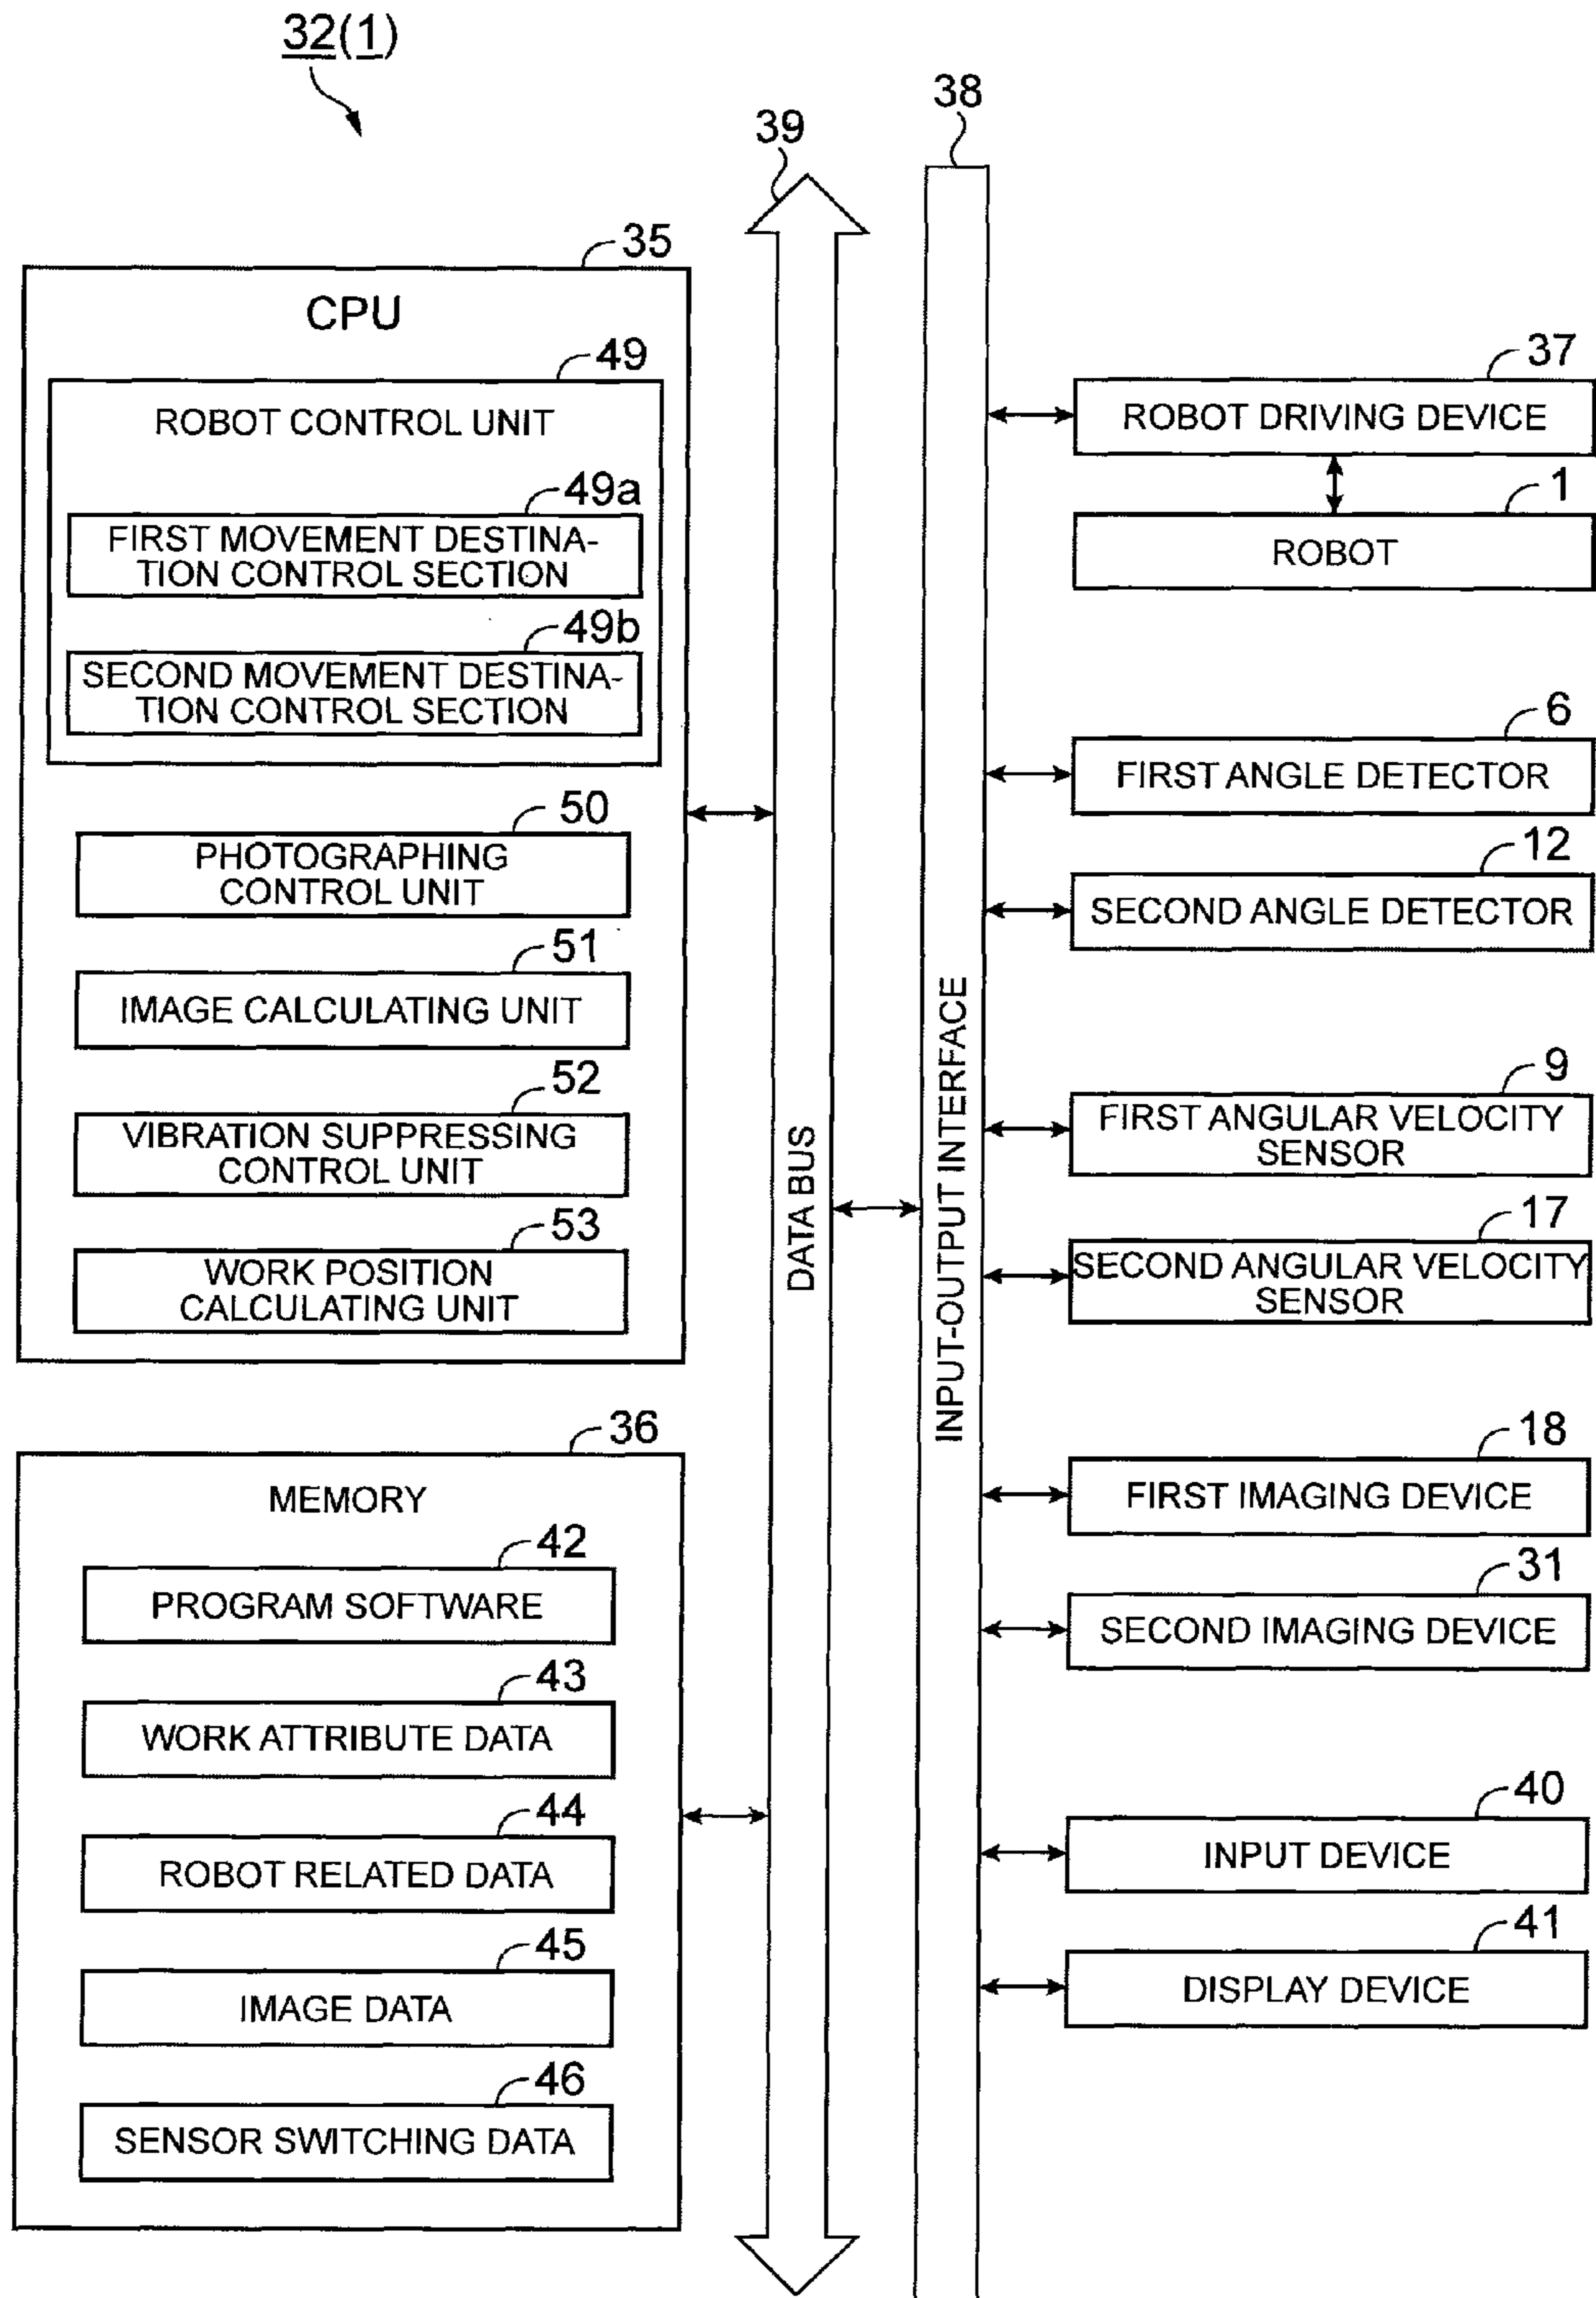 32(1)
35
CPU
49
ROBOT CONTROL UNIT
49a
FIRST MOVEMENT DESTINA-
TION CONTROL SECTION
49b
SECOND MOVEMENT DESTINA-
TION CONTROL SECTION
50
PHOTOGRAPHING
CONTROL UNIT
51
IMAGE CALCULATING UNIT
52
VIBRATION SUPPRESSING
CONTROL UNIT
53
WORK POSITION
CALCULATING UNIT
36
MEMORY
42
PROGRAM SOFTWARE
43
WORK ATTRIBUTE DATA
44
ROBOT RELATED DATA
45
IMAGE DATA
46
SENSOR SWITCHING DATA
39
DATA BUS
38
INPUT-OUTPUT INTERFACE
37
ROBOT DRIVING DEVICE
1
ROBOT
6
FIRST ANGLE DETECTOR
12
SECOND ANGLE DETECTOR
9
FIRST ANGULAR VELOCITY
SENSOR
17
SECOND ANGULAR VELOCITY
SENSOR
18
FIRST IMAGING DEVICE
31
SECOND IMAGING DEVICE
40
INPUT DEVICE
41
DISPLAY DEVICE